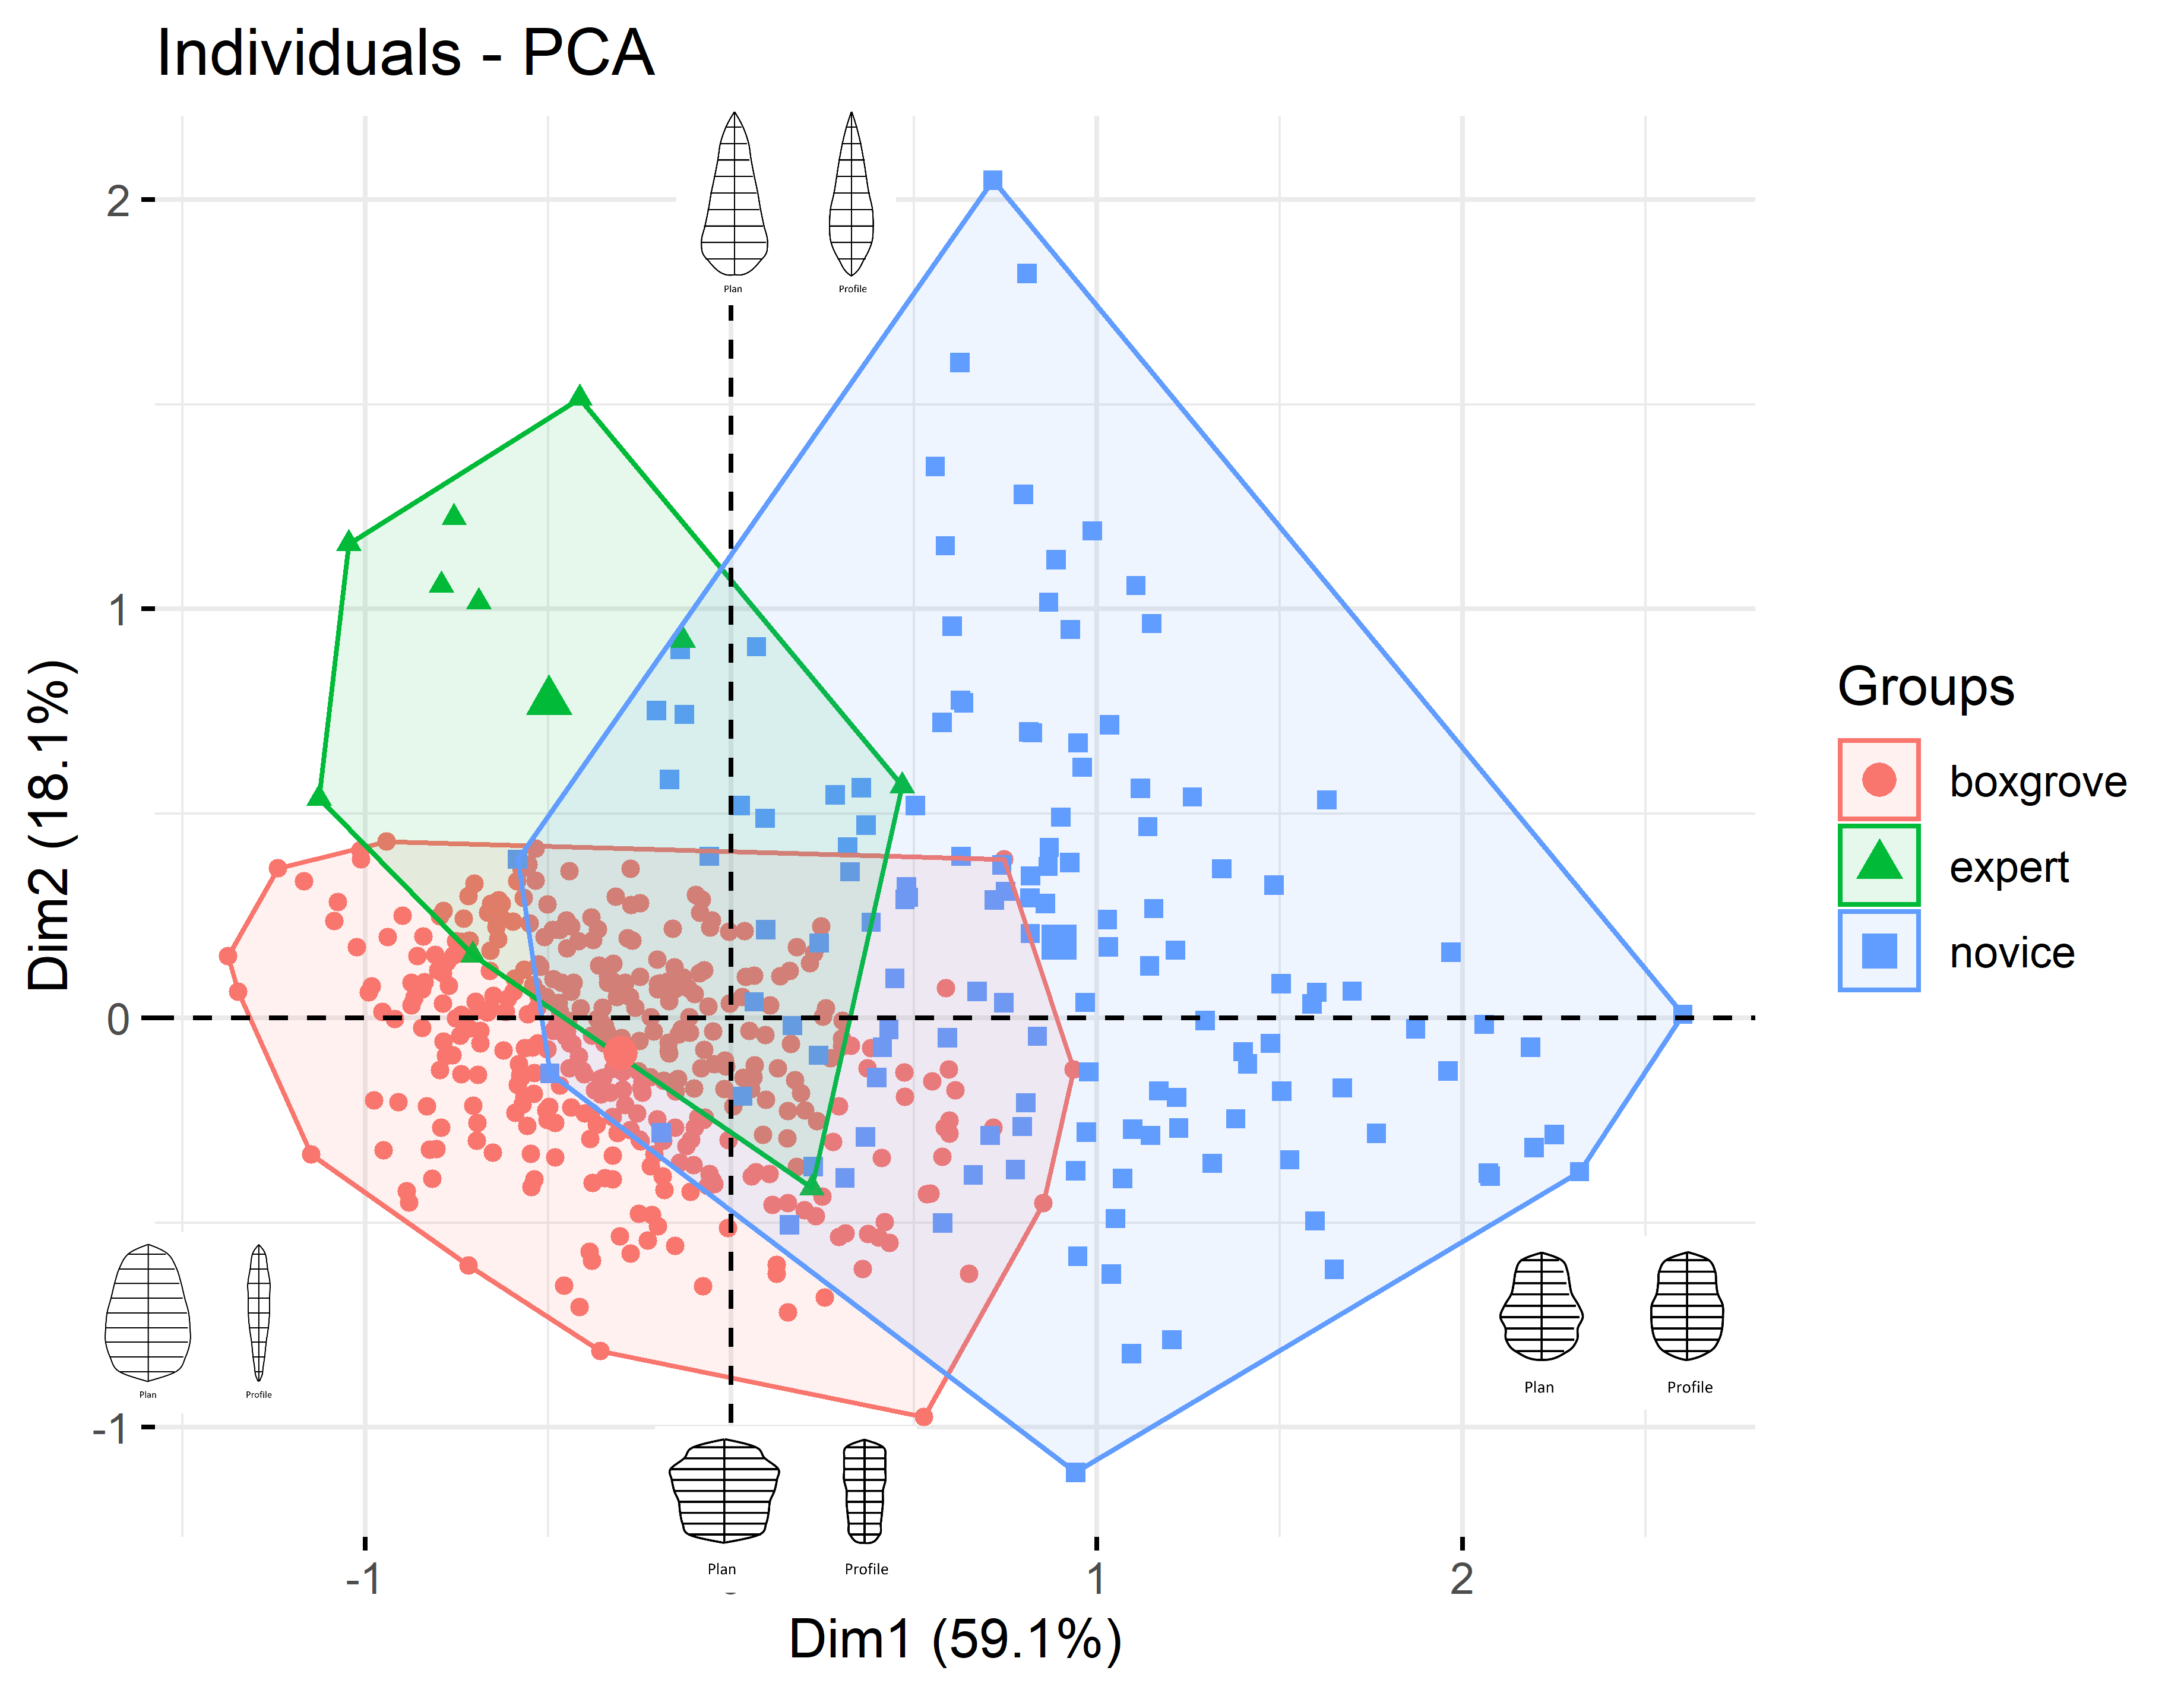 Individuals - PCA
Plan Profile
2
1
0
-1
Dim2 (18.1%)
Groups
boxgrove
expert
novice
Plan Profile
Plan Profile
Plan Profile
-1 1 2
Dim1 (59.1%)